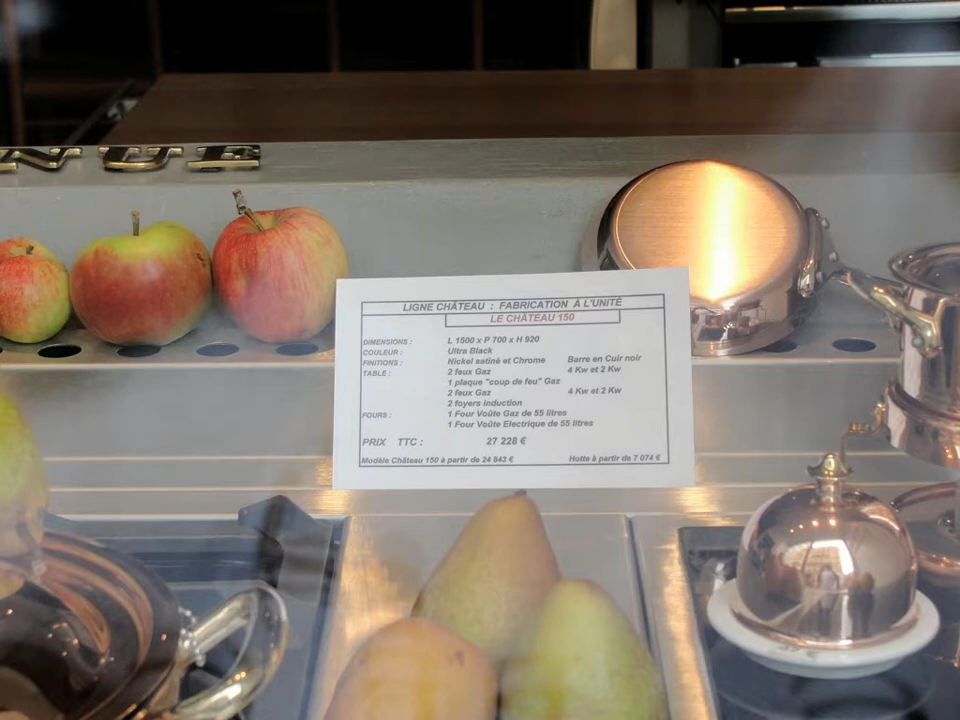 NUE
LIGNE CHÂTEAU : FABRICATION À L'UNITÉ
LE CHÂTEAU 150
DIMENSIONS : L 1500 x P 700 x H 920
COULEUR : Ultra Black
FINITIONS : Nickel satiné et Chrome Barre en Cuir noir
TABLE : 2 feux Gaz 4 Kw et 2 Kw
1 plaque "coup de feu" Gaz
2 feux Gaz 4 Kw et 2 Kw
2 foyers induction
FOURS : 1 Four Voûte Gaz de 55 litres
1 Four Voûte Electrique de 55 litres
PRIX TTC : 27 228 €
Modèle Château 150 à partir de 24 843 € Hotte à partir de 7 074 €